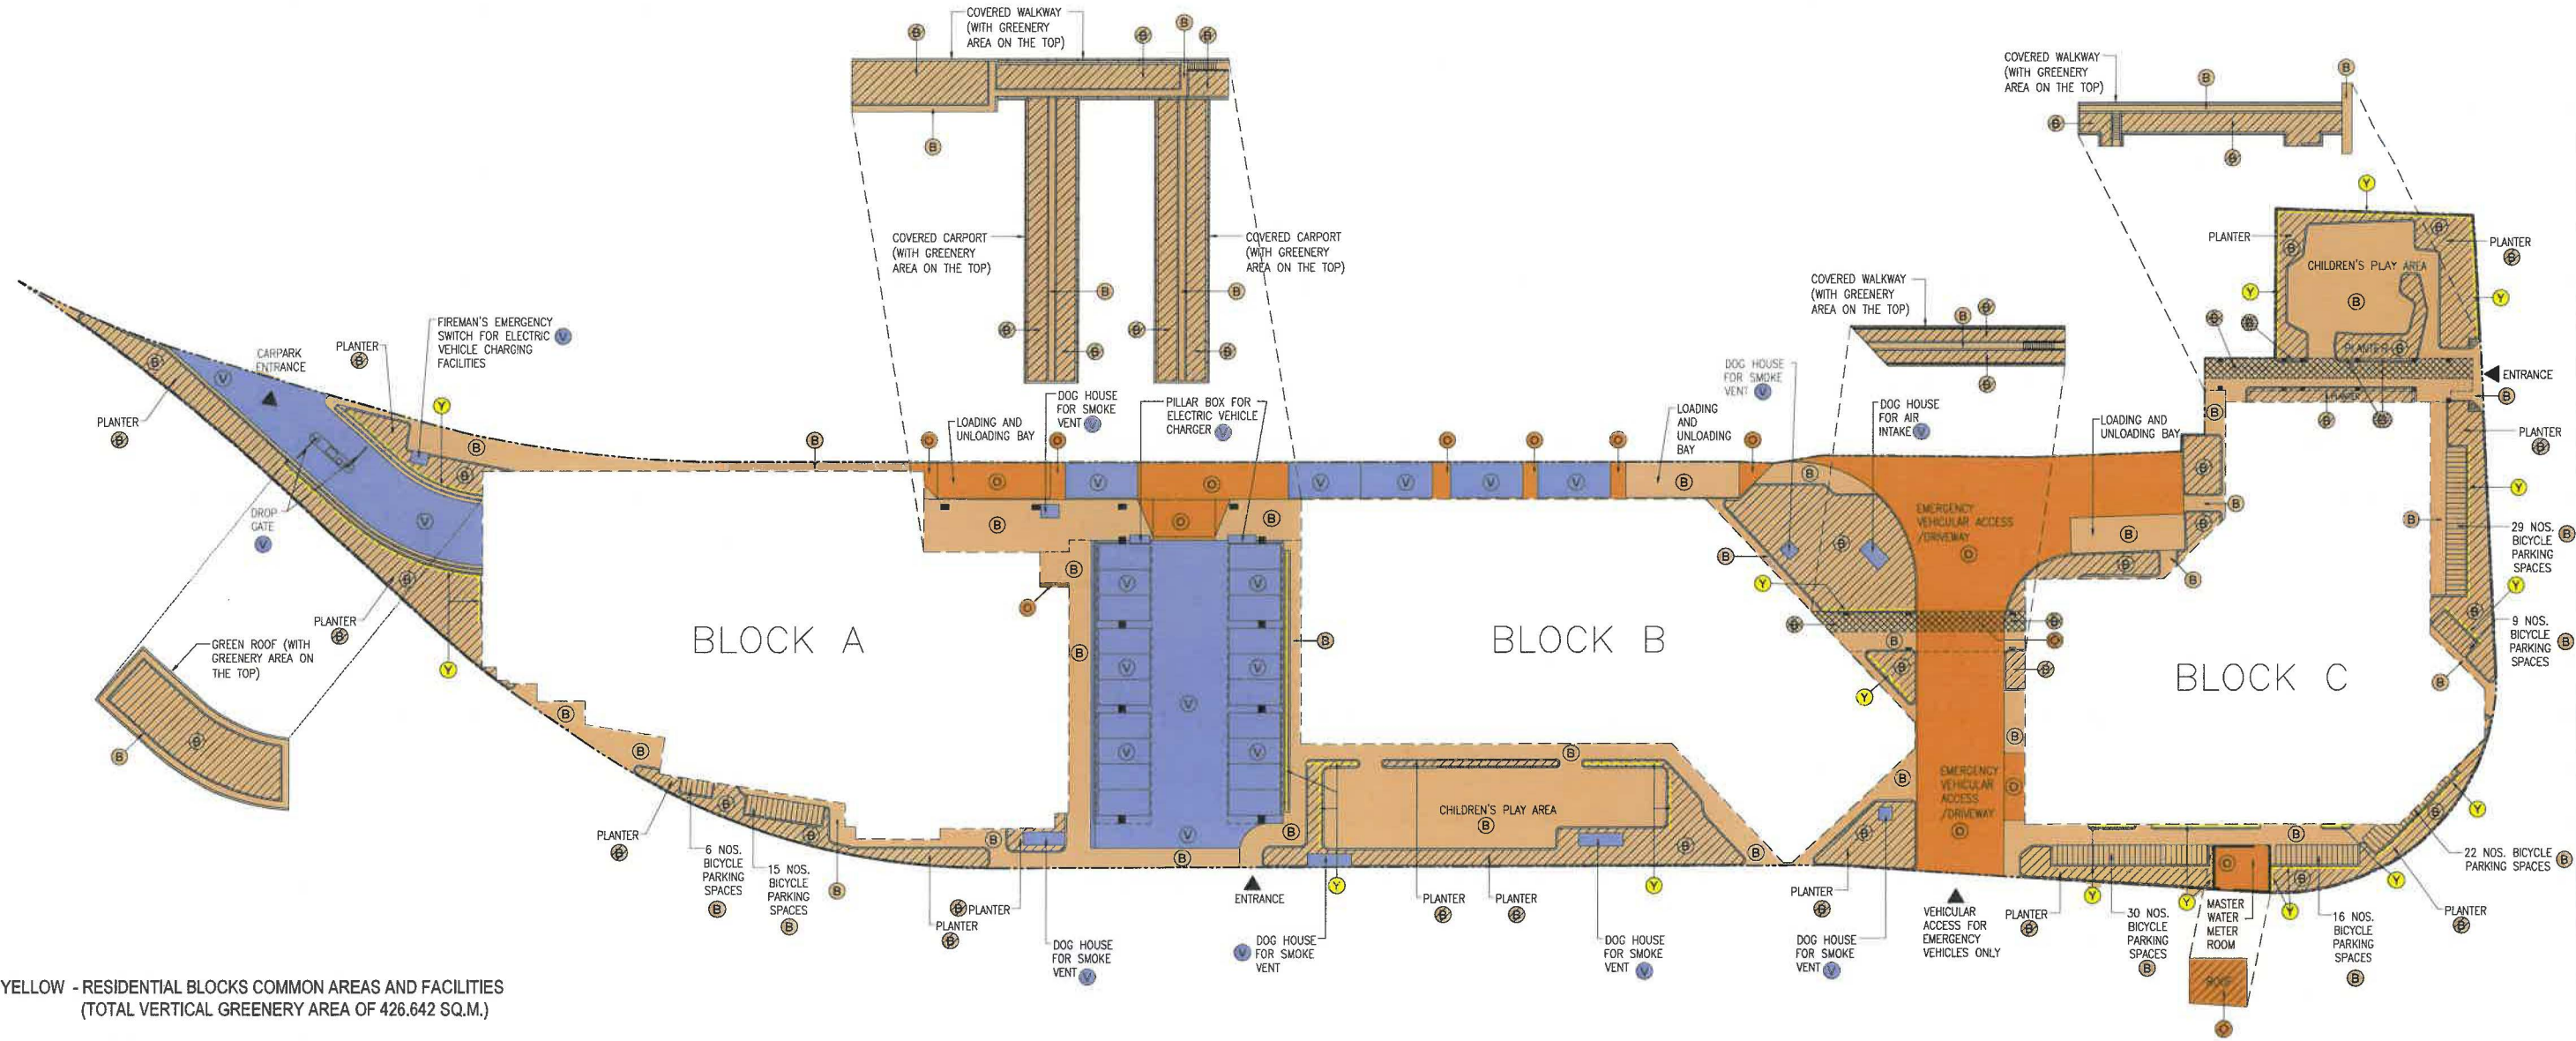 COVERED WALKWAY
(WITH GREENERY
AREA ON THE TOP)
COVERED WALKWAY
(WITH GREENERY
AREA ON THE TOP)
COVERED CARPORT
(WITH GREENERY
AREA ON THE TOP)
COVERED CARPORT
(WITH GREENERY
AREA ON THE TOP)
COVERED WALKWAY
(WITH GREENERY
AREA ON THE TOP)
PLANTER
PLANTER
CHILDREN'S PLAY AREA
B
PLANTER
PLANTER
ENTRANCE
PLANTER
FIREMAN'S EMERGENCY
SWITCH FOR ELECTRIC
VEHICLE CHARGING
FACILITIES
V
PLANTER
CARPARK
ENTRANCE
PLANTER
DROP
GATE
V
PLANTER
GREEN ROOF (WITH
GREENERY AREA ON
THE TOP)
LOADING AND
UNLOADING BAY
DOG HOUSE
FOR SMOKE
VENT V
PILLAR BOX FOR
ELECTRIC VEHICLE
CHARGER V
LOADING
AND
UNLOADING
BAY
DOG HOUSE
FOR SMOKE
VENT V
DOG HOUSE
FOR AIR
INTAKE V
LOADING AND
UNLOADING BAY
EMERGENCY
VEHICULAR ACCESS
/DRIVEWAY
O
29 NOS.
BICYCLE
PARKING
SPACES
B
9 NOS.
BICYCLE
PARKING
SPACES
B
BLOCK A
BLOCK B
BLOCK C
EMERGENCY
VEHICULAR
ACCESS
/DRIVEWAY
O
CHILDREN'S PLAY AREA
B
PLANTER
6 NOS.
BICYCLE
PARKING
SPACES
B
15 NOS.
BICYCLE
PARKING
SPACES
B
PLANTER
PLANTER
DOG HOUSE
FOR SMOKE
VENT V
ENTRANCE
DOG HOUSE
FOR SMOKE
VENT
V
PLANTER
PLANTER
DOG HOUSE
FOR SMOKE
VENT V
PLANTER
DOG HOUSE
FOR SMOKE
VENT V
VEHICULAR
ACCESS FOR
EMERGENCY
VEHICLES ONLY
PLANTER
30 NOS.
BICYCLE
PARKING
SPACES
B
MASTER
WATER
METER
ROOM
16 NOS.
BICYCLE
PARKING
SPACES
B
22 NOS. BICYCLE
PARKING SPACES B
PLANTER
ROOF
YELLOW - RESIDENTIAL BLOCKS COMMON AREAS AND FACILITIES
(TOTAL VERTICAL GREENERY AREA OF 426.642 SQ.M.)